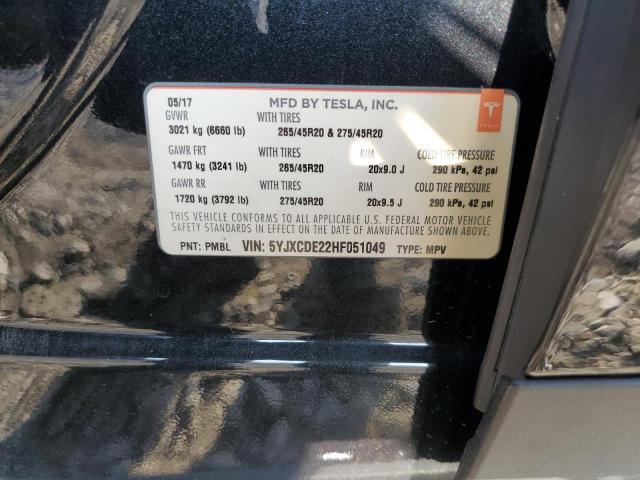 05/17 MFD BY TESLA, INC.
GVWR WITH TIRES
3021 kg (6660 lb) 265/45R20 & 275/45R20
GAWR FRT WITH TIRES RIM COLD TIRE PRESSURE
1470 kg (3241 lb) 265/45R20 20x9.0 J 290 kPa, 42 psi
GAWR RR WITH TIRES RIM COLD TIRE PRESSURE
1720 kg (3792 lb) 275/45R20 20x9.5 J 290 kPa, 42 psi
THIS VEHICLE CONFORMS TO ALL APPLICABLE U.S. FEDERAL MOTOR VEHICLE
SAFETY STANDARDS IN EFFECT ON THE DATE OF MANUFACTURE SHOWN ABOVE.
PNT: PMBL VIN: 5YJXCDE22HF051049 TYPE: MPV
TESLA